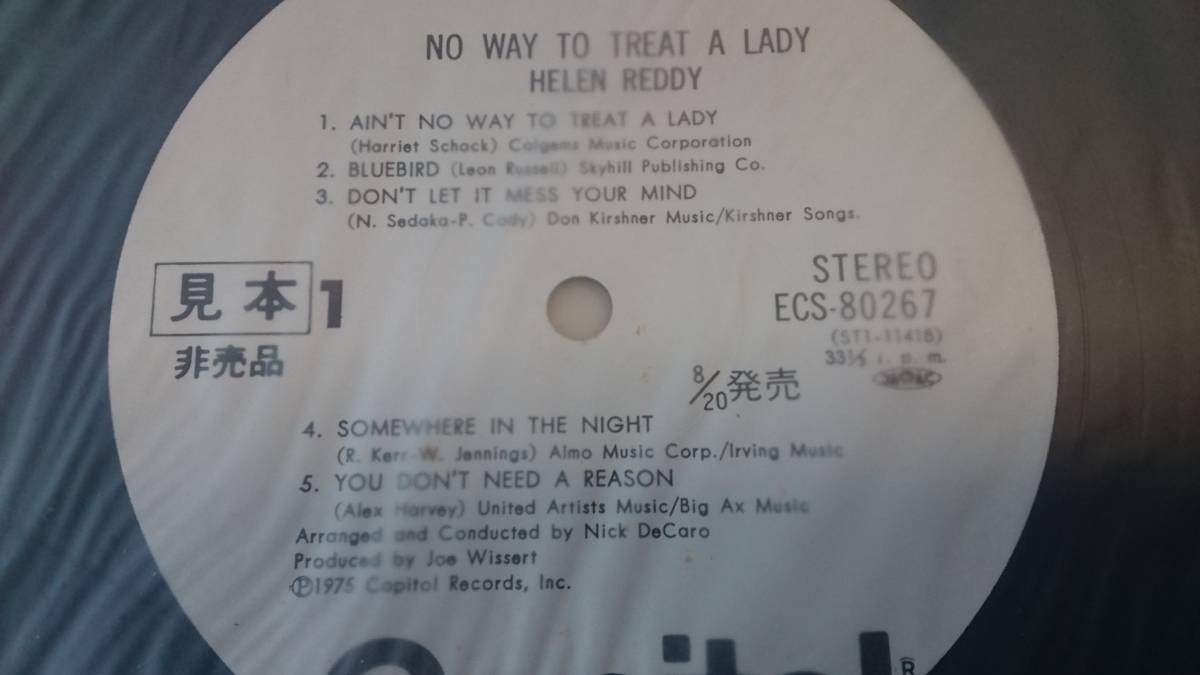 NO WAY TO TREAT A LADY
HELEN REDDY
1. AIN'T NO WAY TO TREAT A LADY
(Harriet Schock) Colgems Music Corporation
2. BLUEBIRD (Leon Russell) Skyhill Publishing Co.
3. DON'T LET IT MESS YOUR MIND
(N. Sedaka-P. Cody) Don Kirshner Music/Kirshner Songs.
見本 1
非売品
STEREO
ECS-80267
(ST1-11418)
33⅓ r. p. m.
8/20発売
4. SOMEWHERE IN THE NIGHT
(R. Kerr-W. Jennings) Almo Music Corp./Irving Music
5. YOU DON'T NEED A REASON
(Alex Harvey) United Artists Music/Big Ax Music
Arranged and Conducted by Nick DeCaro
Produced by Joe Wissert
Ⓟ1975 Capitol Records, Inc.
Capitol®